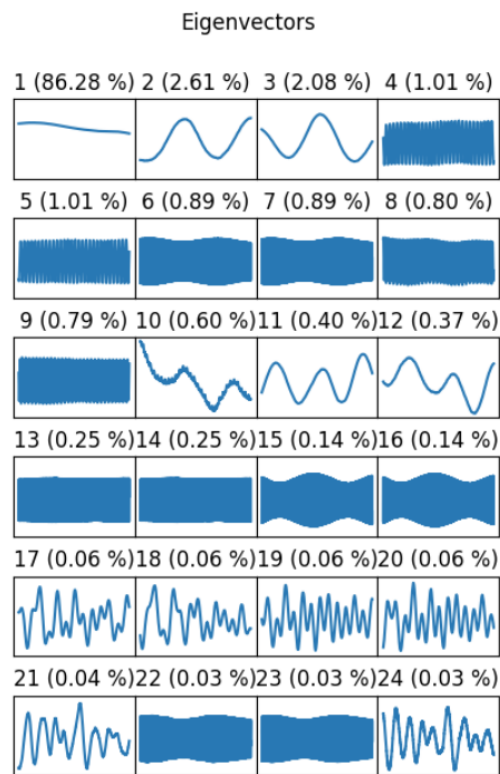 Eigenvectors
1 (86.28 %) 2 (2.61 %) 3 (2.08 %) 4 (1.01 %)
5 (1.01 %) 6 (0.89 %) 7 (0.89 %) 8 (0.80 %)
9 (0.79 %) 10 (0.60 %) 11 (0.40 %) 12 (0.37 %)
13 (0.25 %) 14 (0.25 %) 15 (0.14 %) 16 (0.14 %)
17 (0.06 %) 18 (0.06 %) 19 (0.06 %) 20 (0.06 %)
21 (0.04 %) 22 (0.03 %) 23 (0.03 %) 24 (0.03 %)